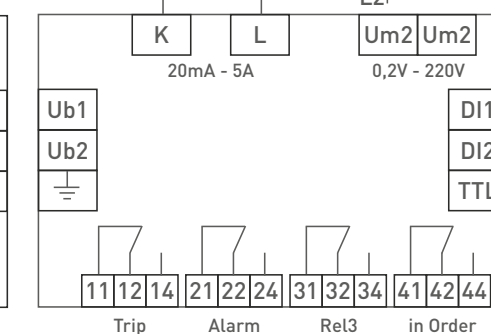 K L Um2 Um2
20mA - 5A 0,2V - 220V
Ub1 DI1
Ub2 DI2
TTL
11 12 14 21 22 24 31 32 34 41 42 44
Trip Alarm Rel3 in Order